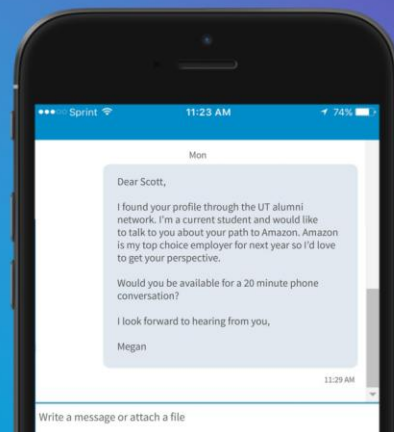 Sprint 11:23 AM 74%
Mon
Dear Scott,
I found your profile through the UT alumni
network. I'm a current student and would like
to talk to you about your path to Amazon. Amazon
is my top choice employer for next year so I'd love
to get your perspective.
Would you be available for a 20 minute phone
conversation?
I look forward to hearing from you,
Megan
11:29 AM
Write a message or attach a file